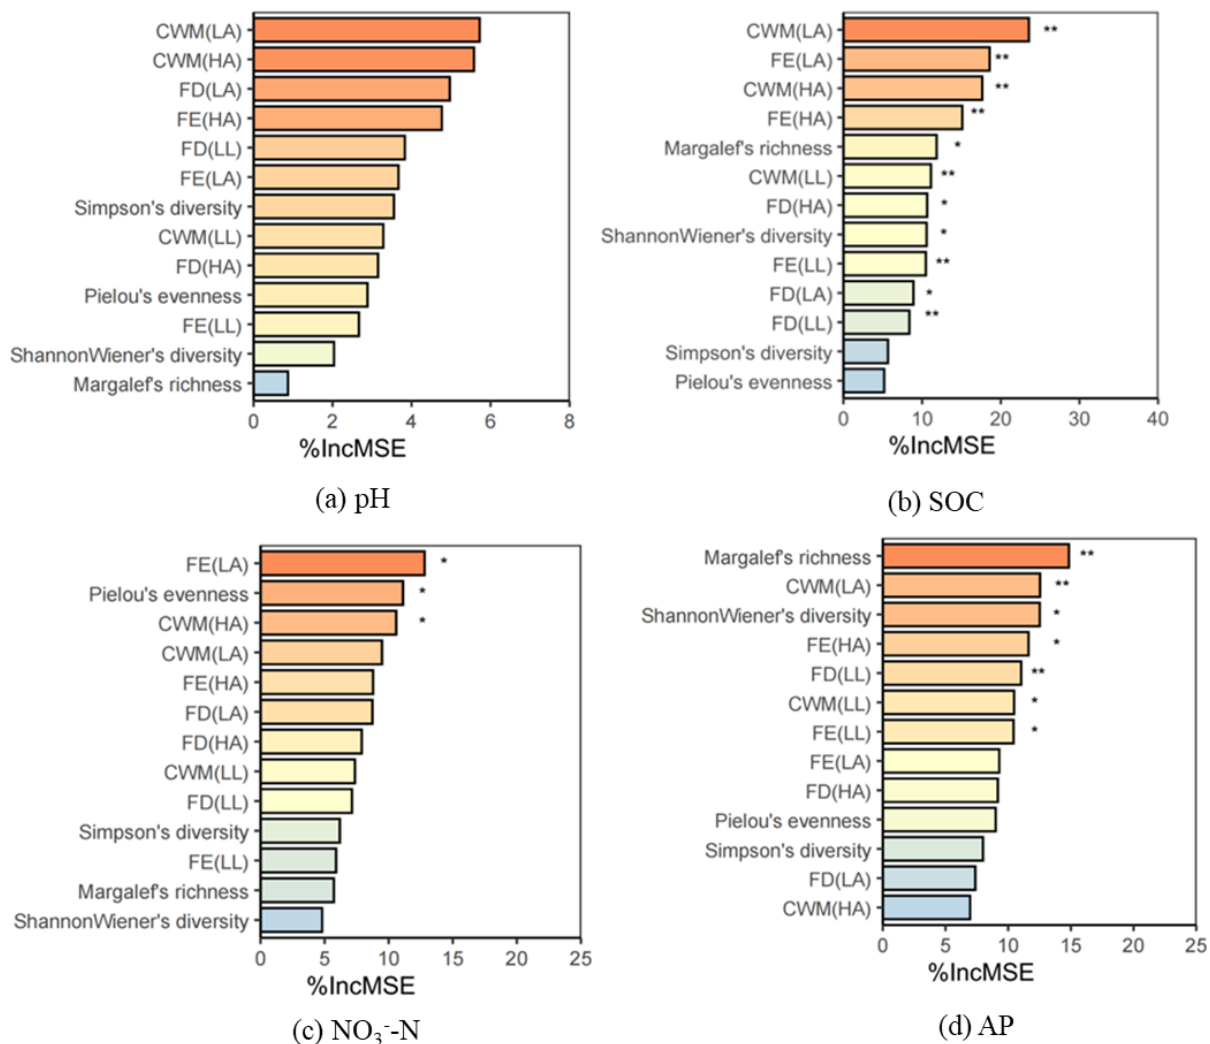 CWM(LA)
CWM(HA)
FD(LA)
FE(HA)
FD(LL)
FE(LA)
Simpson's diversity
CWM(LL)
FD(HA)
Pielou's evenness
FE(LL)
ShannonWiener's diversity
Margalef's richness
0 2 4 6 8
%IncMSE
(a) pH
CWM(LA) **
FE(LA) **
CWM(HA) **
FE(HA) **
Margalef's richness *
CWM(LL) **
FD(HA) *
ShannonWiener's diversity *
FE(LL) **
FD(LA) *
FD(LL) **
Simpson's diversity
Pielou's evenness
0 10 20 30 40
%IncMSE
(b) SOC
FE(LA) *
Pielou's evenness *
CWM(HA) *
CWM(LA)
FE(HA)
FD(LA)
FD(HA)
CWM(LL)
FD(LL)
Simpson's diversity
FE(LL)
Margalef's richness
ShannonWiener's diversity
0 5 10 15 20 25
%IncMSE
(c) NO₃⁻-N
Margalef's richness **
CWM(LA) **
ShannonWiener's diversity *
FE(HA) *
FD(LL) **
CWM(LL) *
FE(LL) *
FE(LA)
FD(HA)
Pielou's evenness
Simpson's diversity
FD(LA)
CWM(HA)
0 5 10 15 20 25
%IncMSE
(d) AP